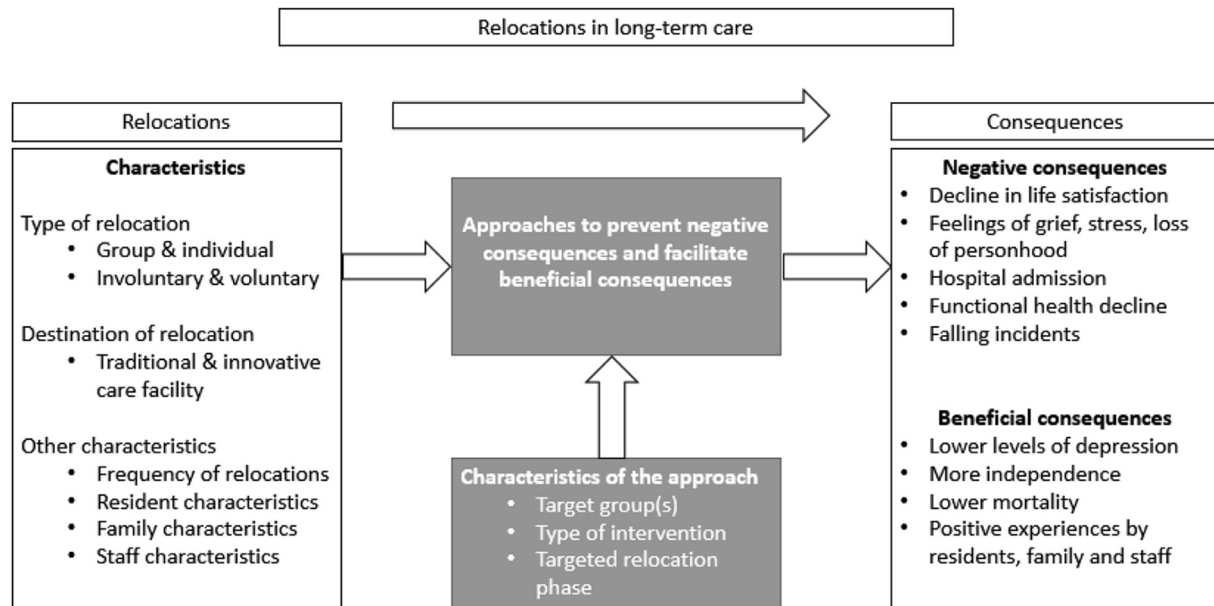 Relocations in long-term care
Relocations
Characteristics
Type of relocation
• Group & individual
• Involuntary & voluntary
Destination of relocation
• Traditional & innovative
care facility
Other characteristics
• Frequency of relocations
• Resident characteristics
• Family characteristics
• Staff characteristics
Approaches to prevent negative
consequences and facilitate
beneficial consequences
Characteristics of the approach
• Target group(s)
• Type of intervention
• Targeted relocation
phase
Consequences
Negative consequences
• Decline in life satisfaction
• Feelings of grief, stress, loss
of personhood
• Hospital admission
• Functional health decline
• Falling incidents
Beneficial consequences
• Lower levels of depression
• More independence
• Lower mortality
• Positive experiences by
residents, family and staff